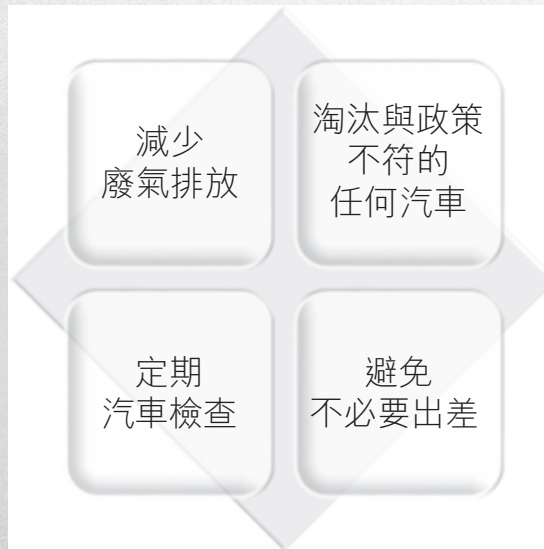 減少
廢氣排放
淘汰與政策
不符的
任何汽車
定期
汽車檢查
避免
不必要出差